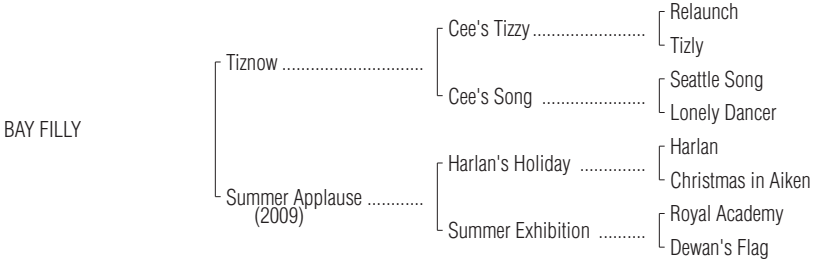 Relaunch
Cee's Tizzy ........................
Tizly
Tiznow ..............................
Seattle Song
Cee's Song ......................
Lonely Dancer
BAY FILLY
Harlan
Harlan's Holiday ..............
Christmas in Aiken
Summer Applause ............
(2009)
Royal Academy
Summer Exhibition ..........
Dewan's Flag